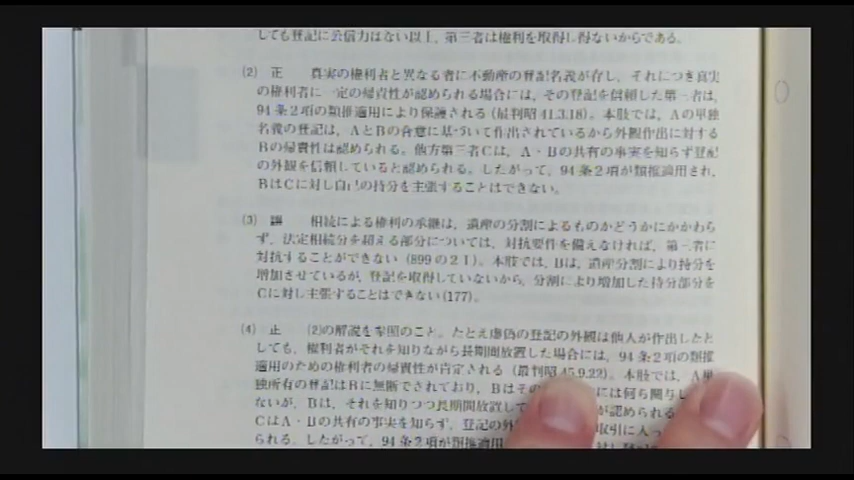 しても登記に公信力はない以上，第三者は権利を取得し得ないからである。
(2) 正 真実の権利者と異なる者に不動産の登記名義が存し，それにつき真実
の権利者に一定の帰責性が認められる場合には，その登記を信頼した第三者は，
94条2項の類推適用により保護される（最判昭41.3.18）。本肢では，Aの単独
名義の登記は，AとBの合意に基づいて作出されているから外観作出に対する
Bの帰責性は認められる。他方第三者Cは，A・Bの共有の事実を知らず登記
の外観を信頼していると認められる。したがって，94条2項が類推適用され，
BはCに対し自己の持分を主張することはできない。
(3) 誤 相続による権利の承継は，遺産の分割によるものかどうかにかかわら
ず，法定相続分を超える部分については，対抗要件を備えなければ，第三者に
対抗することができない（899の2Ⅰ）。本肢では，Bは，遺産分割により持分を
増加させているが，登記を取得していないから，分割により増加した持分部分を
Cに対し主張することはできない(177)。
(4) 正 (2)の解説を参照のこと。たとえ虚偽の登記の外観は他人が作出したと
しても，権利者がそれを知りながら長期間放置した場合には，94条2項の類推
適用のための権利者の帰責性が肯定される（最判昭45.9.22）。本肢では，A単
独所有の登記はBに無断でされており，Bはその には何ら関与し
ないが，Bは，それを知りつつ長期間放置して が認められる
CはA・Bの共有の事実を知らず，登記の外 取引に入っ
られる。したがって，94条2項が類推適用